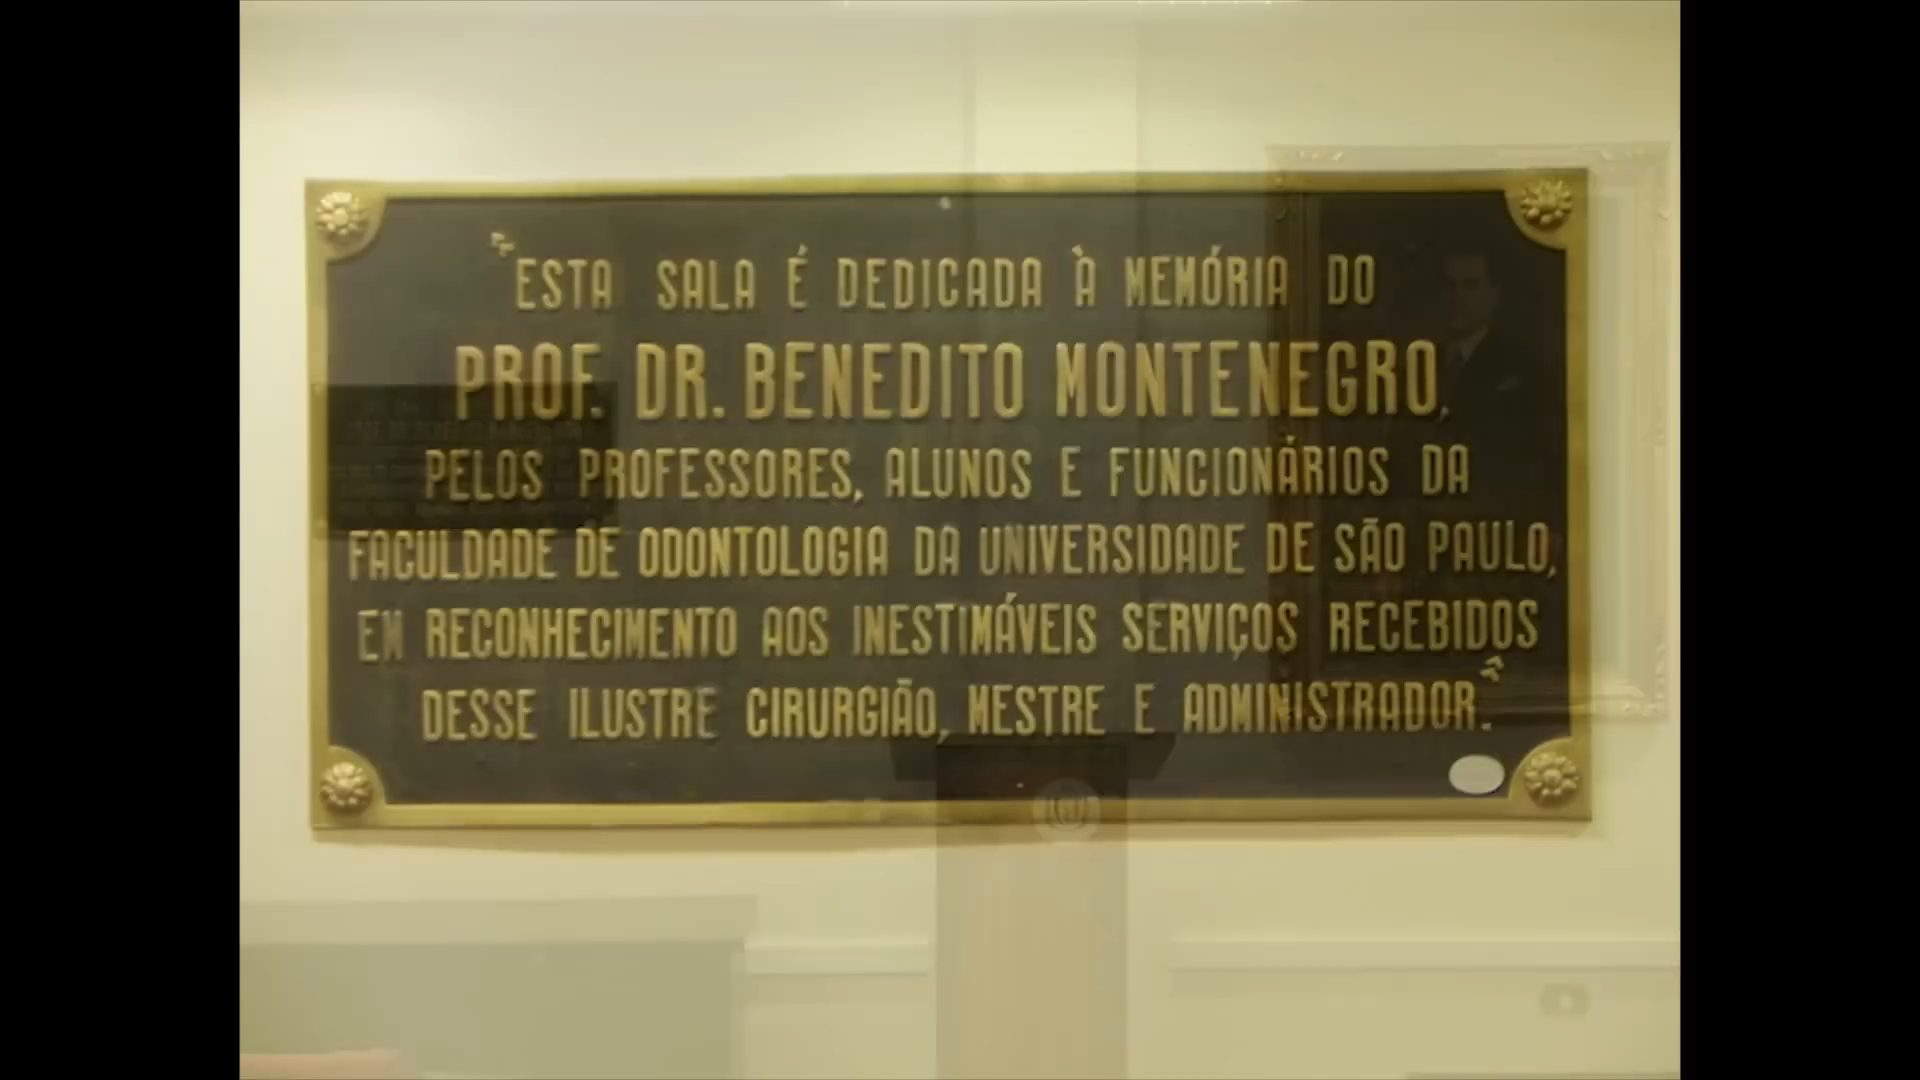 "ESTA SALA É DEDICADA À MEMÓRIA DO
PROF. DR. BENEDITO MONTENEGRO,
PELOS PROFESSORES, ALUNOS E FUNCIONÁRIOS DA
FACULDADE DE ODONTOLOGIA DA UNIVERSIDADE DE SÃO PAULO,
EM RECONHECIMENTO AOS INESTIMÁVEIS SERVIÇOS RECEBIDOS
DESSE ILUSTRE CIRURGIÃO, MESTRE E ADMINISTRADOR."